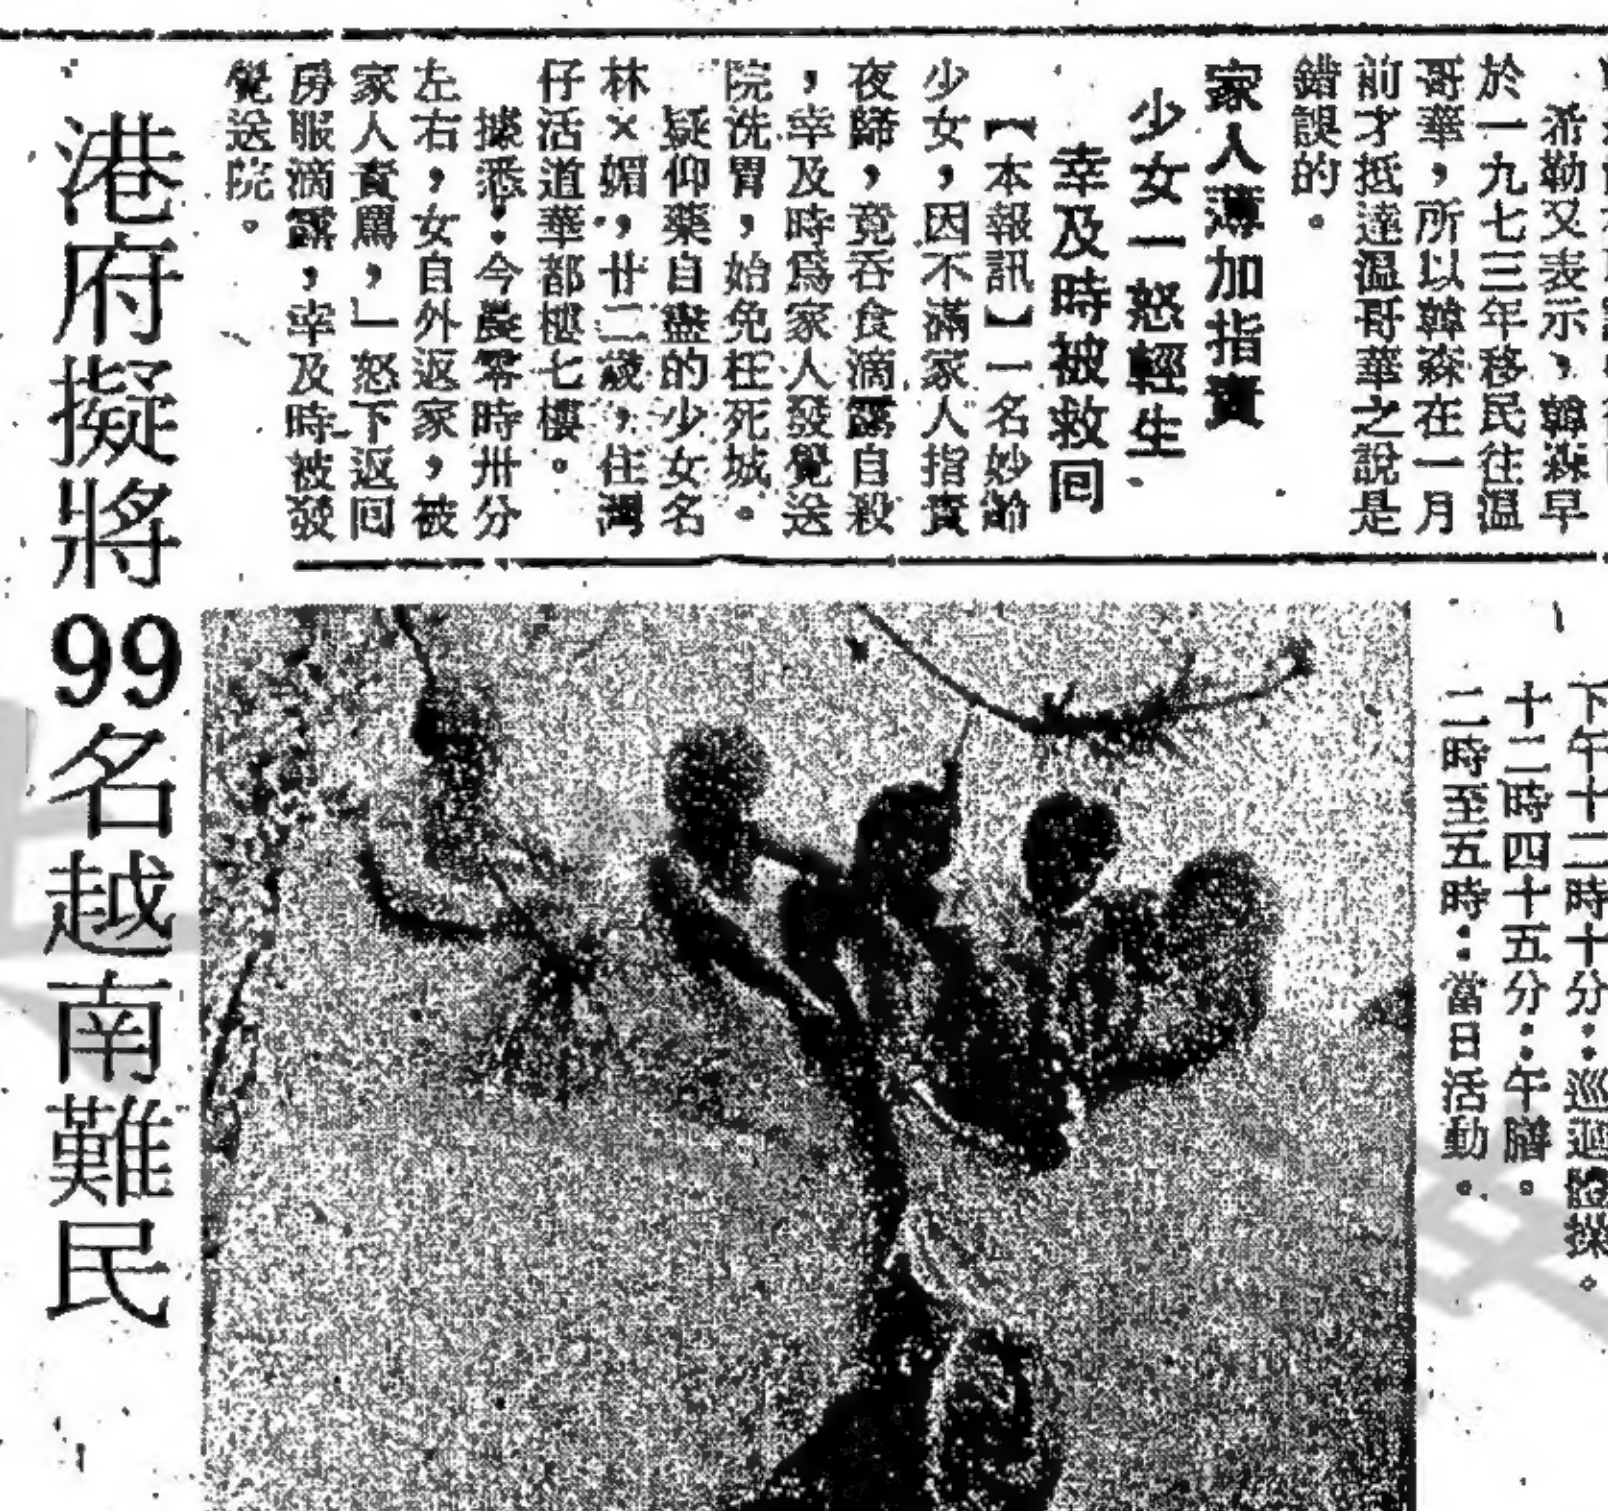 希勒又表示,韓森早
於一九七三年移民往溫
哥華,所以韓森在一月
前才抵達溫哥華之說是
錯誤的。
家人薄加指責
少女一怒輕生
幸及時被救回
【本報訊】一名妙齡
少女,因不滿家人指責
夜歸,竟吞食滴露自殺
,幸及時爲家人發覺送
院洗胃,始免枉死城。
疑仰藥自盡的少女名
林×媚,廿二歲,住灣
仔活道華都樓七樓。
據悉:今晨零時卅分
左右,女自外返家,被
家人責罵,一怒下返回
房服滴露,幸及時被發
覺送院。
下午十二時十分:巡迴體操。
十二時四十五分:午膳。
二時至五時:當日活動。
港府擬將99名越南難民